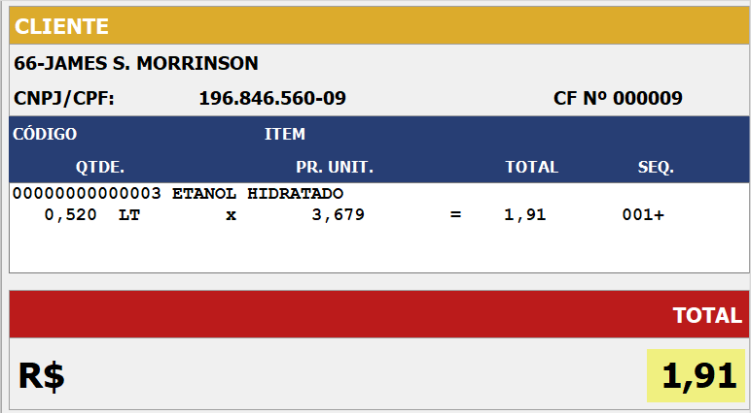 CLIENTE
66-JAMES S. MORRINSON
CNPJ/CPF: 196.846.560-09 CF Nº 000009
CÓDIGO ITEM
QTDE. PR. UNIT. TOTAL SEQ.
00000000000003 ETANOL HIDRATADO
0,520 LT x 3,679 = 1,91 001+
TOTAL
R$ 1,91